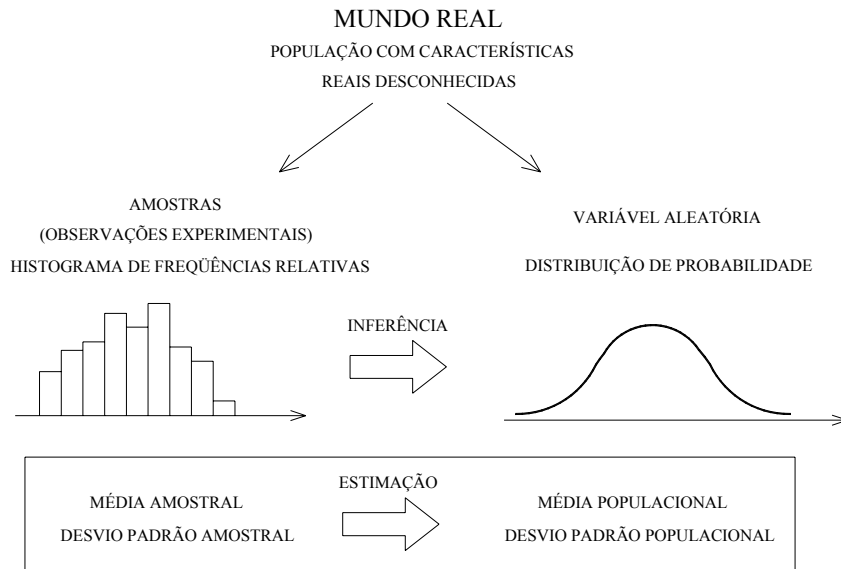 MUNDO REAL
POPULAÇÃO COM CARACTERÍSTICAS
REAIS DESCONHECIDAS
AMOSTRAS
(OBSERVAÇÕES EXPERIMENTAIS)
HISTOGRAMA DE FREQÜÊNCIAS RELATIVAS
VARIÁVEL ALEATÓRIA
DISTRIBUIÇÃO DE PROBABILIDADE
INFERÊNCIA
MÉDIA AMOSTRAL
DESVIO PADRÃO AMOSTRAL
ESTIMAÇÃO
MÉDIA POPULACIONAL
DESVIO PADRÃO POPULACIONAL